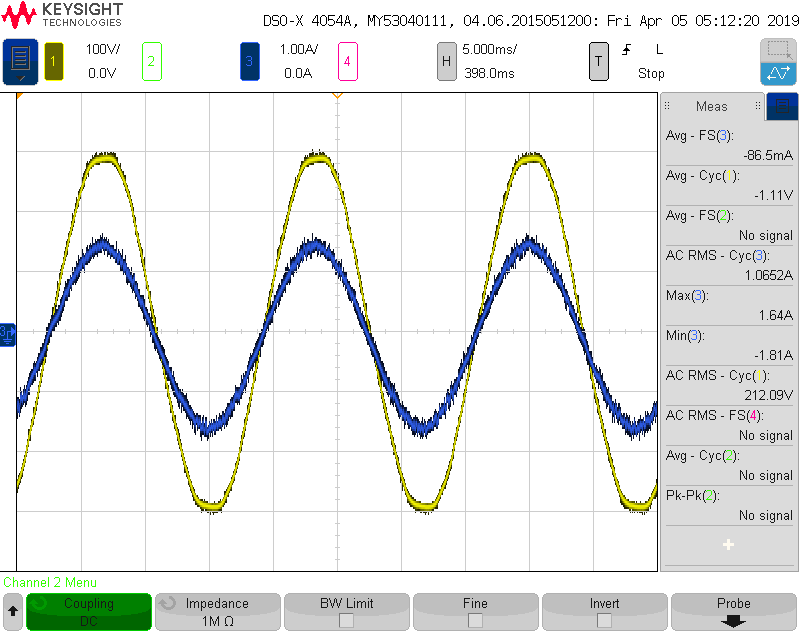 KEYSIGHT
TECHNOLOGIES
DSO-X 4054A, MY53040111, 04.06.2015051200: Fri Apr 05 05:12:20 2019
1 100V/ 2 3 1.00A/ 4 H 5.000ms/ T L
0.0V 0.0A 398.0ms Stop
Meas
Avg - FS(3):
-86.5mA
Avg - Cyc( ):
-1.11V
Avg - FS(2):
No signal
AC RMS - Cyc(3):
1.0652A
Max(3):
1.64A
Min(3):
-1.81A
AC RMS - Cyc( ):
212.09V
AC RMS - FS(4):
No signal
Avg - Cyc(2):
No signal
Pk-Pk(2):
No signal
3
Channel 2 Menu
Coupling Impedance BW Limit Fine Invert Probe
DC 1M Ω